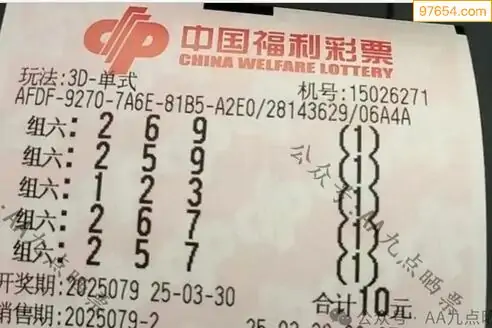 97654.com
中国福利彩票
CHINA WELFARE LOTTERY
玩法:3D-单式 机号:15026271
AFDF-9270-7A6E-81B5-A2E0/28143629/06A4A
组六: 2 6 9 (1)
组六: 2 5 9 (1)
组六: 1 2 3 (1)
组六: 2 6 7 (1)
组六: 2 5 7 (1)
开奖期:2025079 25-03-30 合计10元
销售期:2025079-2
公众号:AA九点晒票